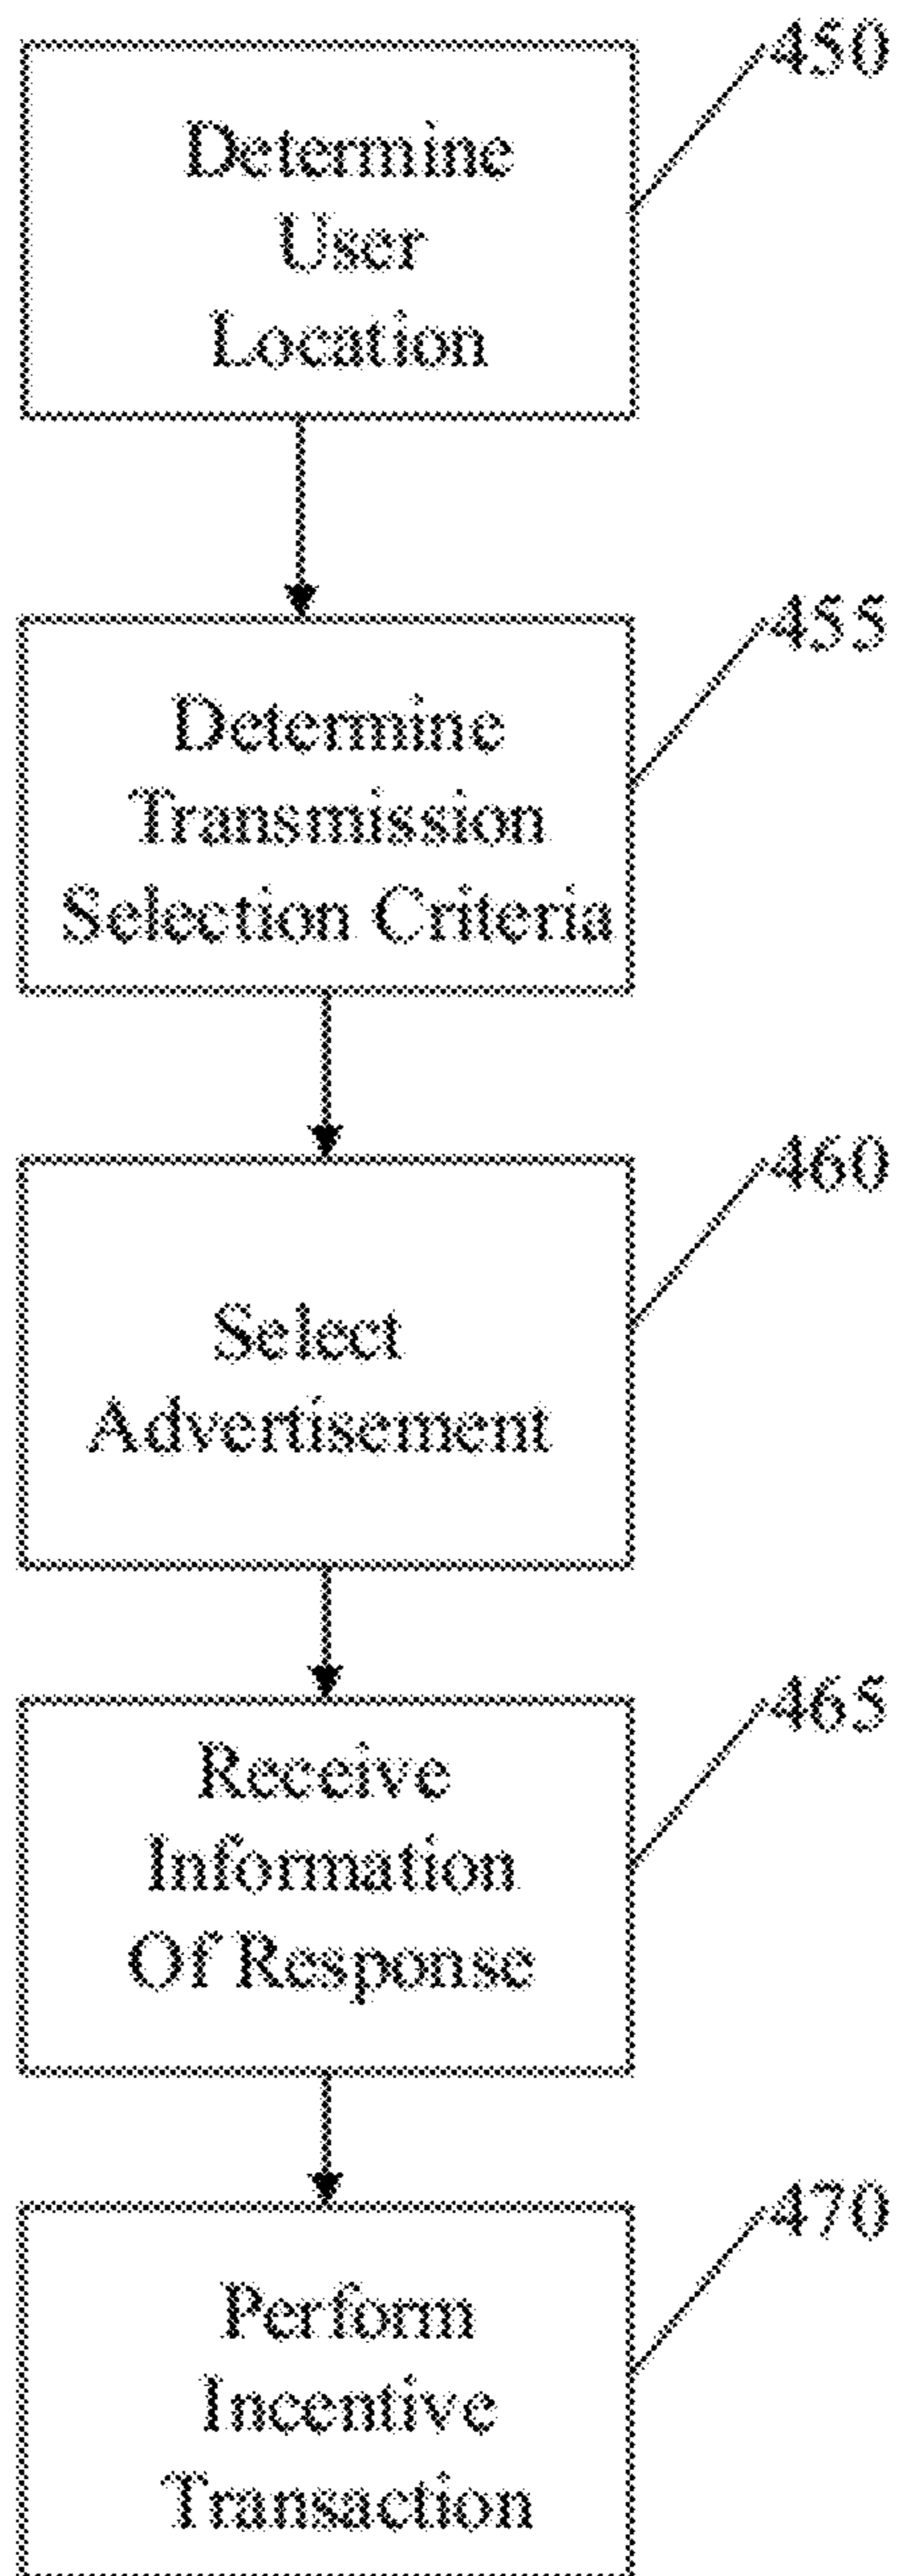 450
Determine
User
Location
455
Determine
Transmission
Selection Criteria
460
Select
Advertisement
465
Receive
Information
Of Response
470
Perform
Incentive
Transaction